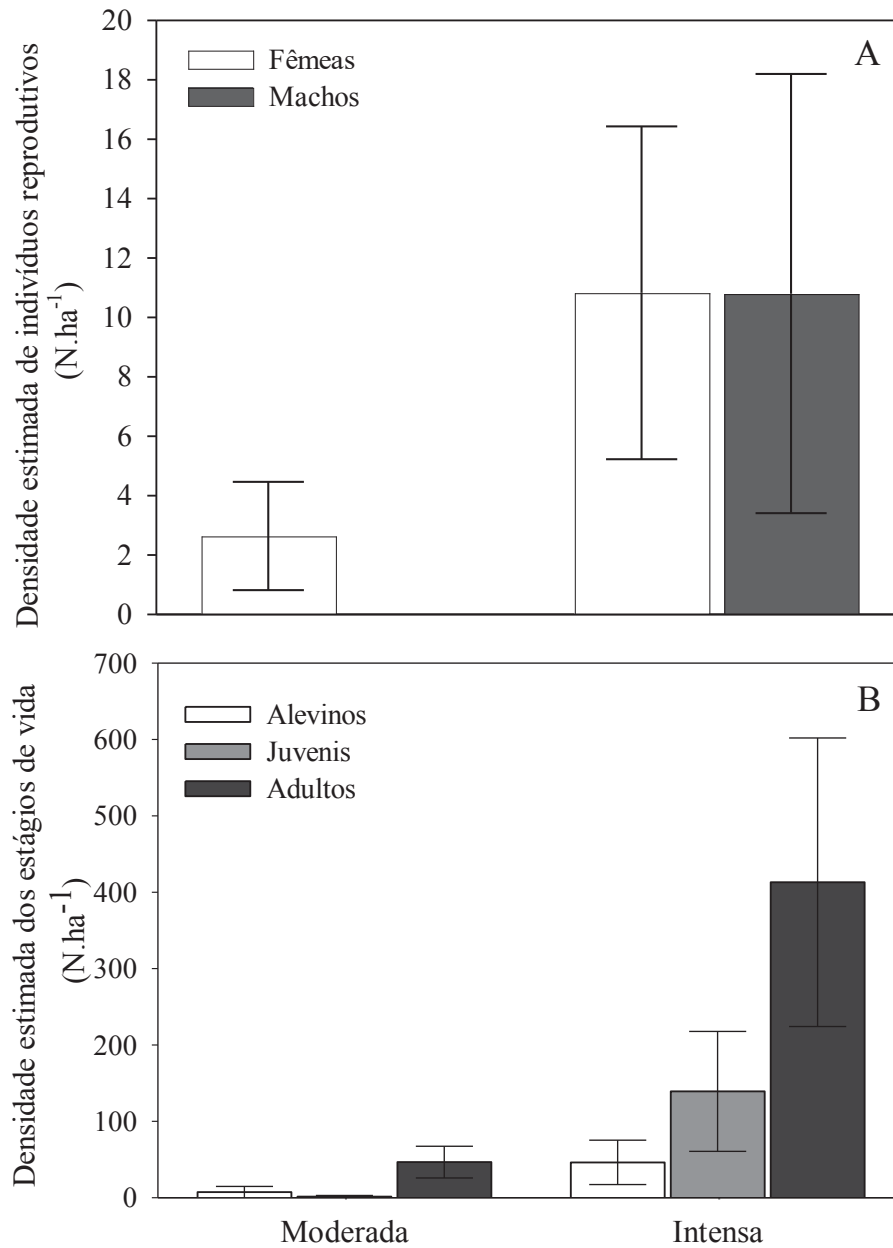 Densidade estimada de indivíduos reprodutivos
(N.ha⁻¹)
20
18
16
14
12
10
8
6
4
2
0
Fêmeas
Machos
A
Densidade estimada dos estágios de vida
(N.ha⁻¹)
700
600
500
400
300
200
100
0
Alevinos
Juvenis
Adultos
B
Moderada
Intensa